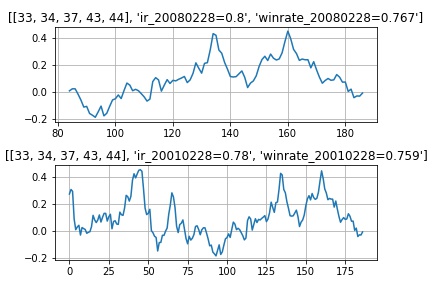 [[33, 34, 37, 43, 44], 'ir_20080228=0.8', 'winrate_20080228=0.767']
0.4
0.2
0.0
−0.2
80 100 120 140 160 180
[[33, 34, 37, 43, 44], 'ir_20010228=0.78', 'winrate_20010228=0.759']
0.4
0.2
0.0
−0.2
0 25 50 75 100 125 150 175